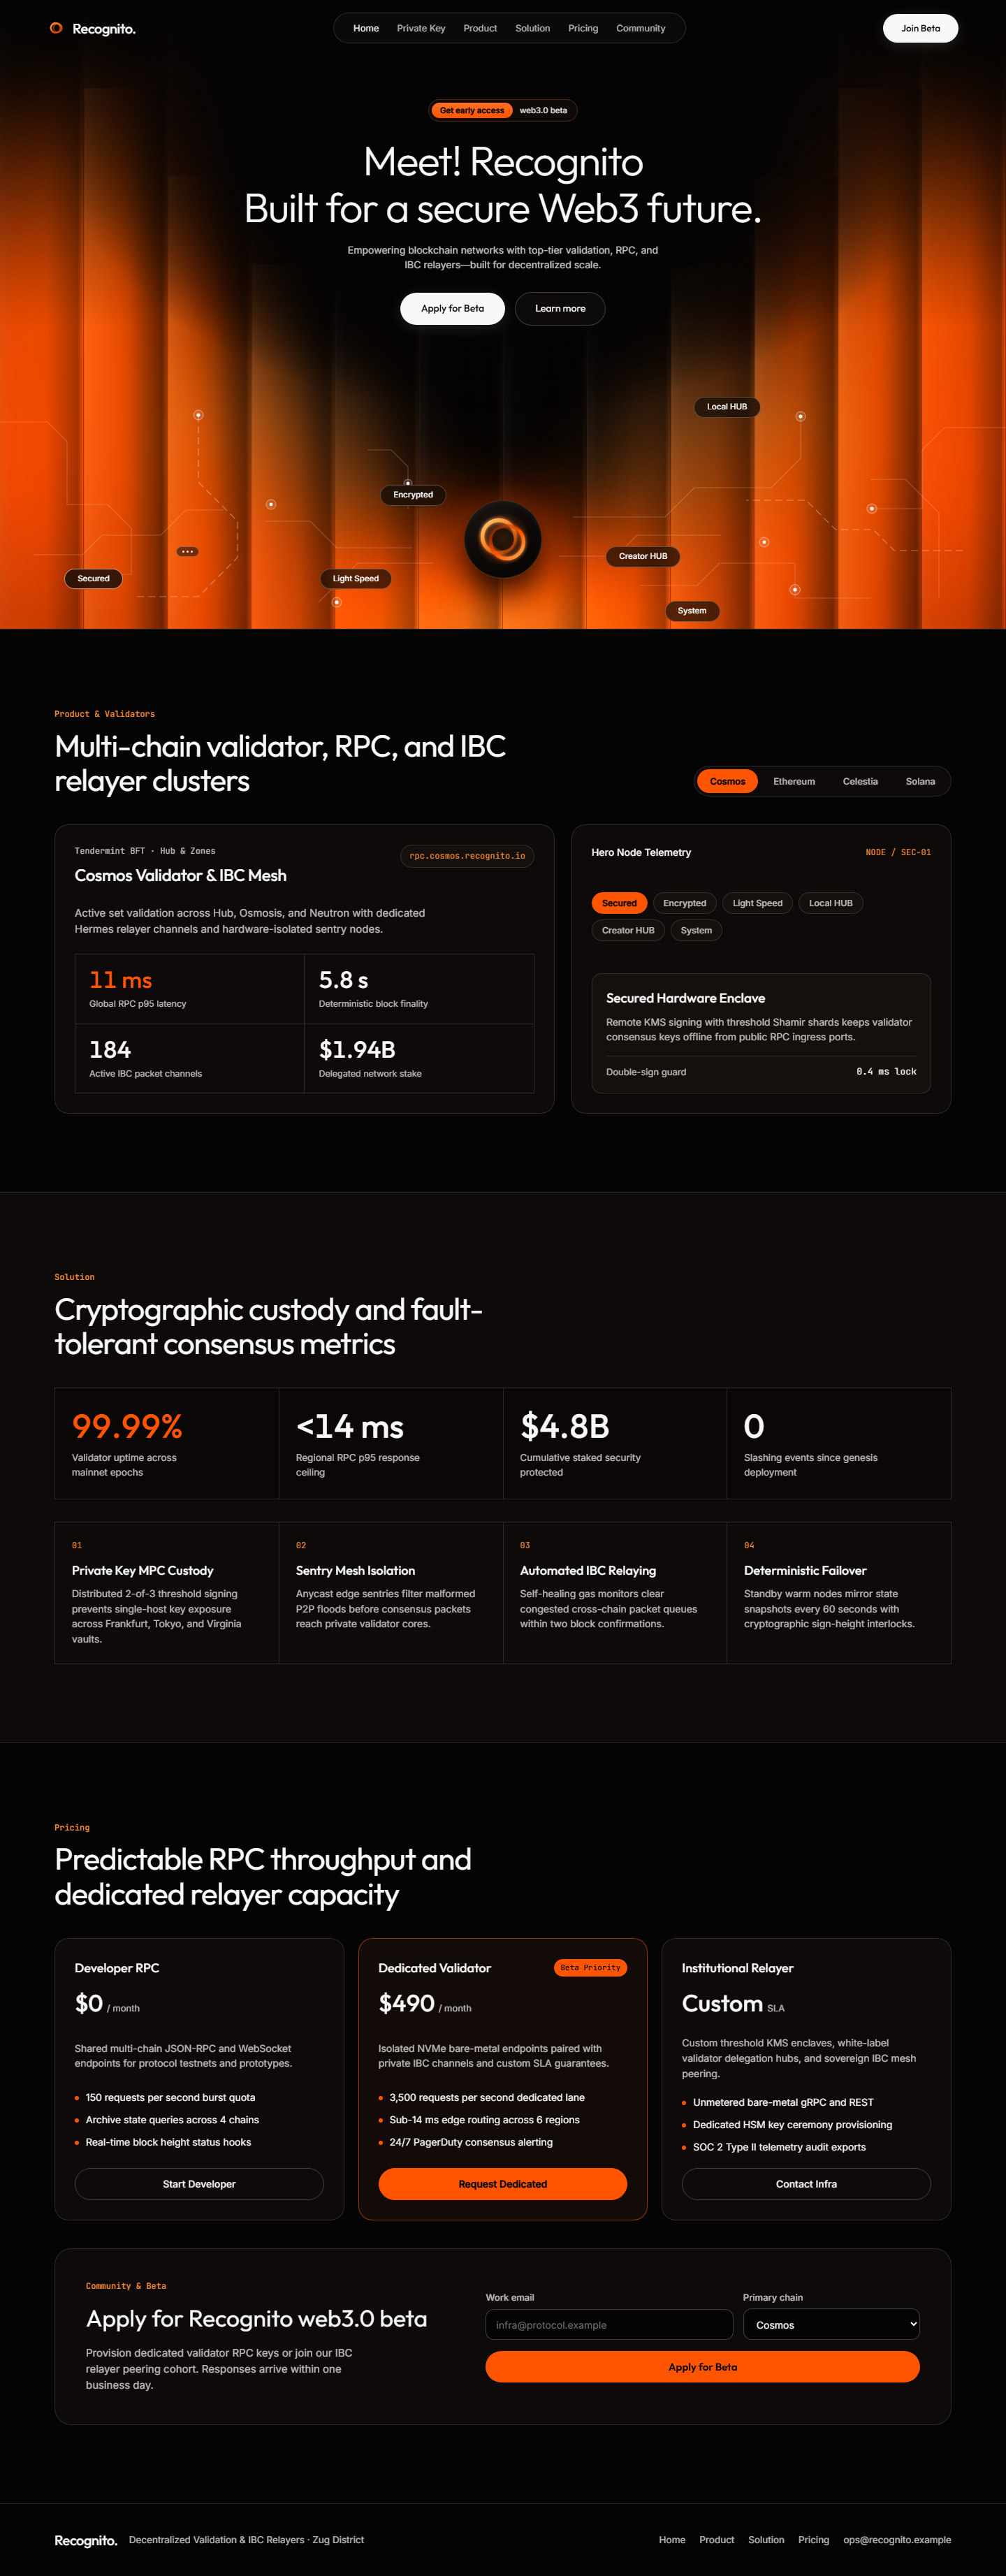 Recognito.
Home
Private Key
Product
Solution
Pricing
Community
Join Beta
Get early access
web3.0 beta
Meet! Recognito
Built for a secure Web3 future.
Empowering blockchain networks with top-tier validation, RPC, and
IBC relayers—built for decentralized scale.
Apply for Beta
Learn more
Local HUB
Encrypted
Creator HUB
Secured
Light Speed
System
Product & Validators
Multi-chain validator, RPC, and IBC
relayer clusters
Cosmos
Ethereum
Celestia
Solana
Tendermint BFT · Hub & Zones
rpc.cosmos.recognito.io
Cosmos Validator & IBC Mesh
Active set validation across Hub, Osmosis, and Neutron with dedicated
Hermes relayer channels and hardware-isolated sentry nodes.
11 ms
Global RPC p95 latency
5.8 s
Deterministic block finality
184
Active IBC packet channels
$1.94B
Delegated network stake
Hero Node Telemetry
NODE / SEC-01
Secured
Encrypted
Light Speed
Local HUB
Creator HUB
System
Secured Hardware Enclave
Remote KMS signing with threshold Shamir shards keeps validator
consensus keys offline from public RPC ingress ports.
Double-sign guard
0.4 ms lock
Solution
Cryptographic custody and fault-
tolerant consensus metrics
99.99%
Validator uptime across
mainnet epochs
<14 ms
Regional RPC p95 response
ceiling
$4.8B
Cumulative staked security
protected
0
Slashing events since genesis
deployment
01
Private Key MPC Custody
Distributed 2-of-3 threshold signing
prevents single-host key exposure
across Frankfurt, Tokyo, and Virginia
vaults.
02
Sentry Mesh Isolation
Anycast edge sentries filter malformed
P2P floods before consensus packets
reach private validator cores.
03
Automated IBC Relaying
Self-healing gas monitors clear
congested cross-chain packet queues
within two block confirmations.
04
Deterministic Failover
Standby warm nodes mirror state
snapshots every 60 seconds with
cryptographic sign-height interlocks.
Pricing
Predictable RPC throughput and
dedicated relayer capacity
Developer RPC
$0 / month
Shared multi-chain JSON-RPC and WebSocket
endpoints for protocol testnets and prototypes.
150 requests per second burst quota
Archive state queries across 4 chains
Real-time block height status hooks
Start Developer
Dedicated Validator
Beta Priority
$490 / month
Isolated NVMe bare-metal endpoints paired with
private IBC channels and custom SLA guarantees.
3,500 requests per second dedicated lane
Sub-14 ms edge routing across 6 regions
24/7 PagerDuty consensus alerting
Request Dedicated
Institutional Relayer
Custom SLA
Custom threshold KMS enclaves, white-label
validator delegation hubs, and sovereign IBC mesh
peering.
Unmetered bare-metal gRPC and REST
Dedicated HSM key ceremony provisioning
SOC 2 Type II telemetry audit exports
Contact Infra
Community & Beta
Apply for Recognito web3.0 beta
Provision dedicated validator RPC keys or join our IBC
relayer peering cohort. Responses arrive within one
business day.
Work email
infra@protocol.example
Primary chain
Cosmos
Apply for Beta
Recognito.
Decentralized Validation & IBC Relayers · Zug District
Home
Product
Solution
Pricing
ops@recognito.example